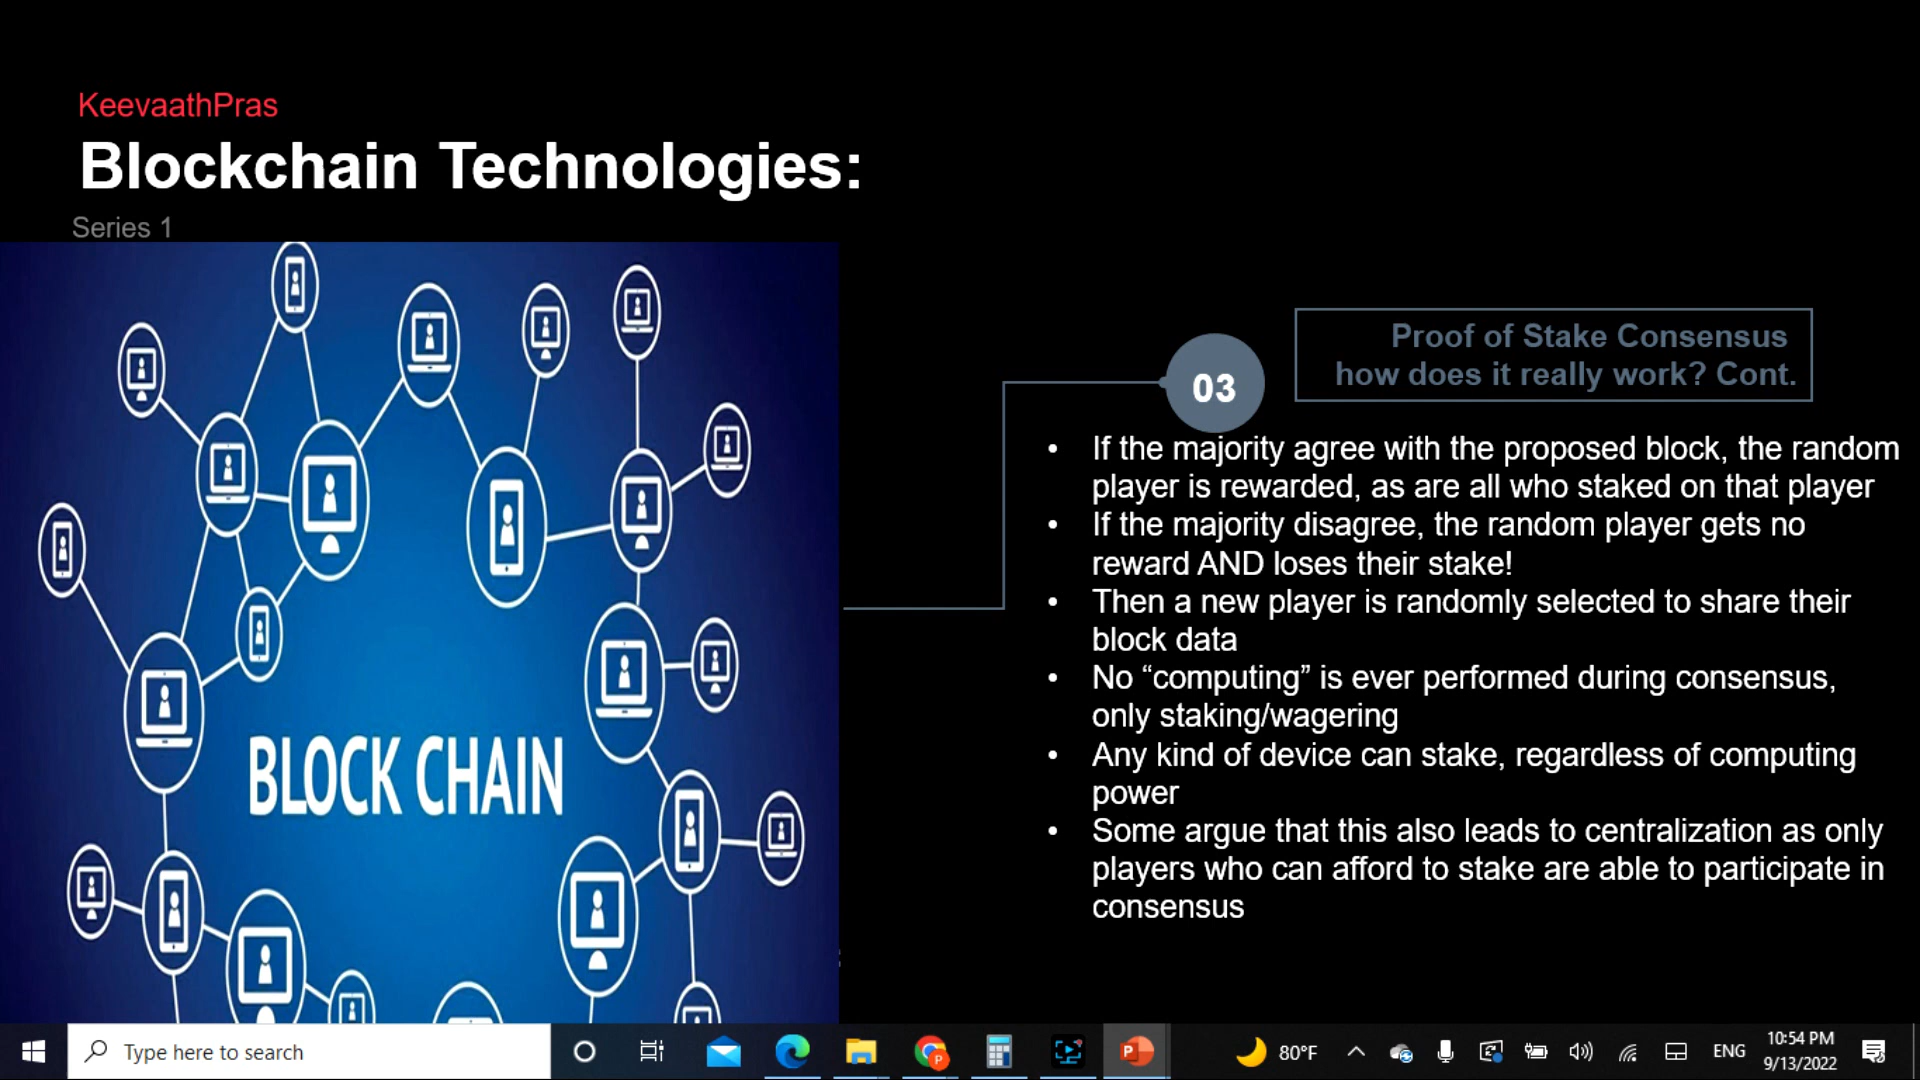 KeevaathPras
Blockchain Technologies:
Series 1
BLOCK CHAIN
03
Proof of Stake Consensus
how does it really work? Cont.
• If the majority agree with the proposed block, the random
player is rewarded, as are all who staked on that player
• If the majority disagree, the random player gets no
reward AND loses their stake!
• Then a new player is randomly selected to share their
block data
• No “computing” is ever performed during consensus,
only staking/wagering
• Any kind of device can stake, regardless of computing
power
• Some argue that this also leads to centralization as only
players who can afford to stake are able to participate in
consensus
Type here to search
P
P
80°F
ENG
10:54 PM
9/13/2022